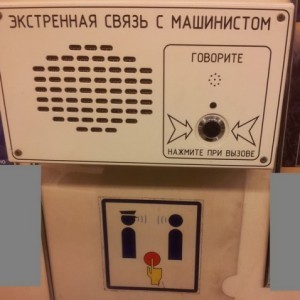 ЭКСТРЕННАЯ СВЯЗЬ С МАШИНИСТОМ
ГОВОРИТЕ
НАЖМИТЕ ПРИ ВЫЗОВЕ